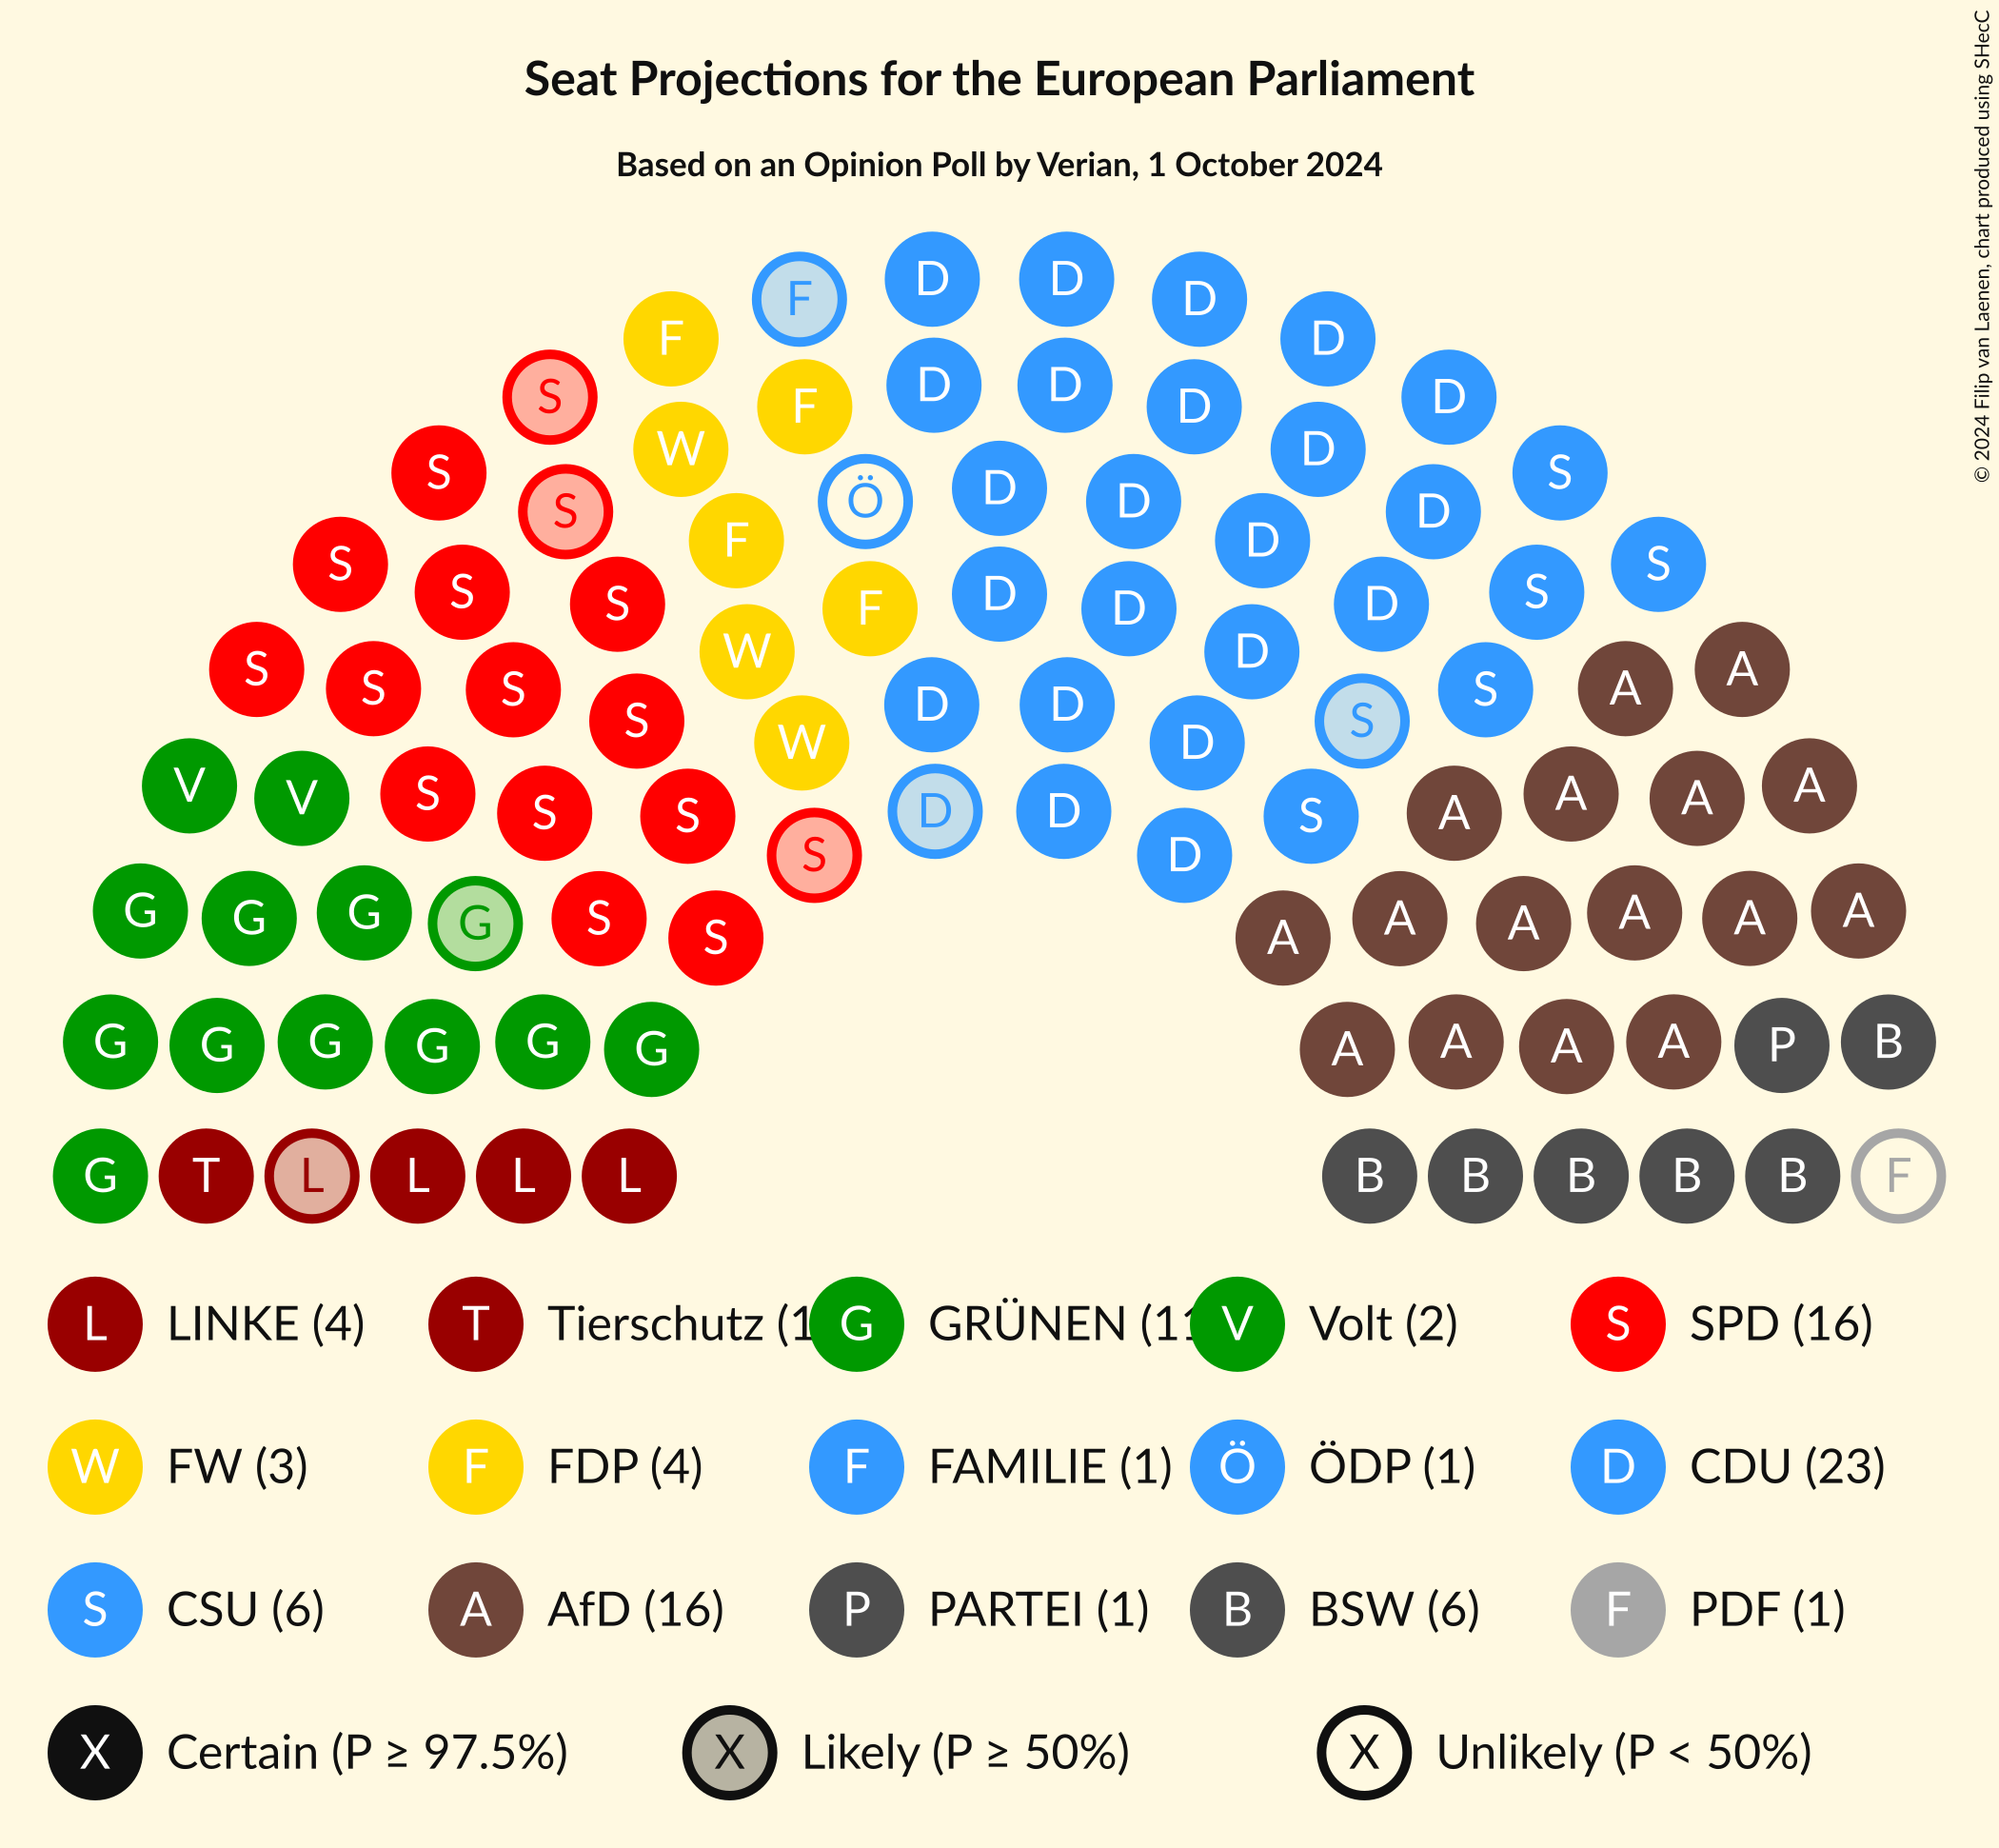 Seat Projections for the European Parliament
Based on an Opinion Poll by Verian, 1 October 2024
© 2024 Filip van Laenen, chart produced using SHecC
F D D D D D
S F F D D D D D S
S S W Ö D D D D S S
S S S F F D D D D S A A
S S S S W W D D D S S A A A A
V V S S S S D D D S A A A A A A
G G G G S S A A A A P B
G G G G G G B B B B B F
G T L L L L
L LINKE (4) T Tierschutz (1 G GRÜNEN (11 V Volt (2) S SPD (16)
W FW (3) F FDP (4) F FAMILIE (1) Ö ÖDP (1) D CDU (23)
S CSU (6) A AfD (16) P PARTEI (1) B BSW (6) F PDF (1)
X Certain (P ≥ 97.5%) X Likely (P ≥ 50%) X Unlikely (P < 50%)